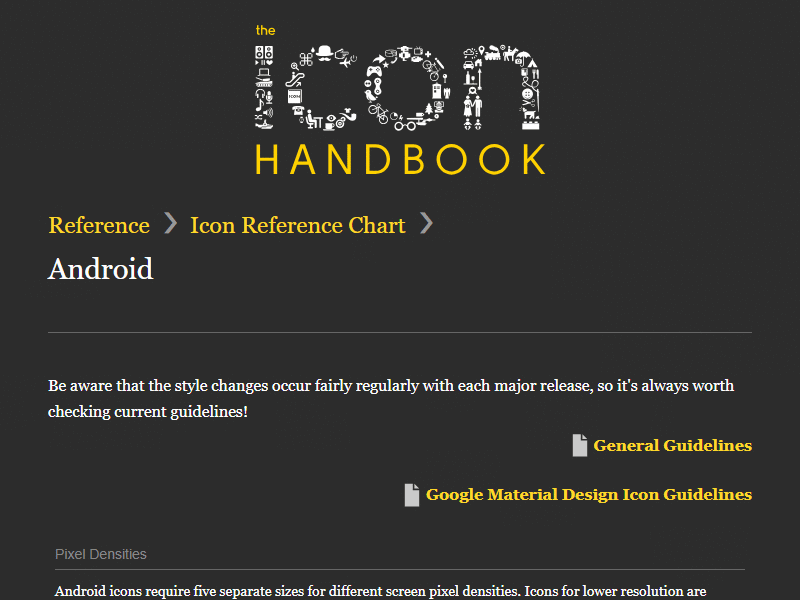 the
icon
HANDBOOK
Reference > Icon Reference Chart >
Android
Be aware that the style changes occur fairly regularly with each major release, so it's always worth
checking current guidelines!
General Guidelines
Google Material Design Icon Guidelines
Pixel Densities
Android icons require five separate sizes for different screen pixel densities. Icons for lower resolution are